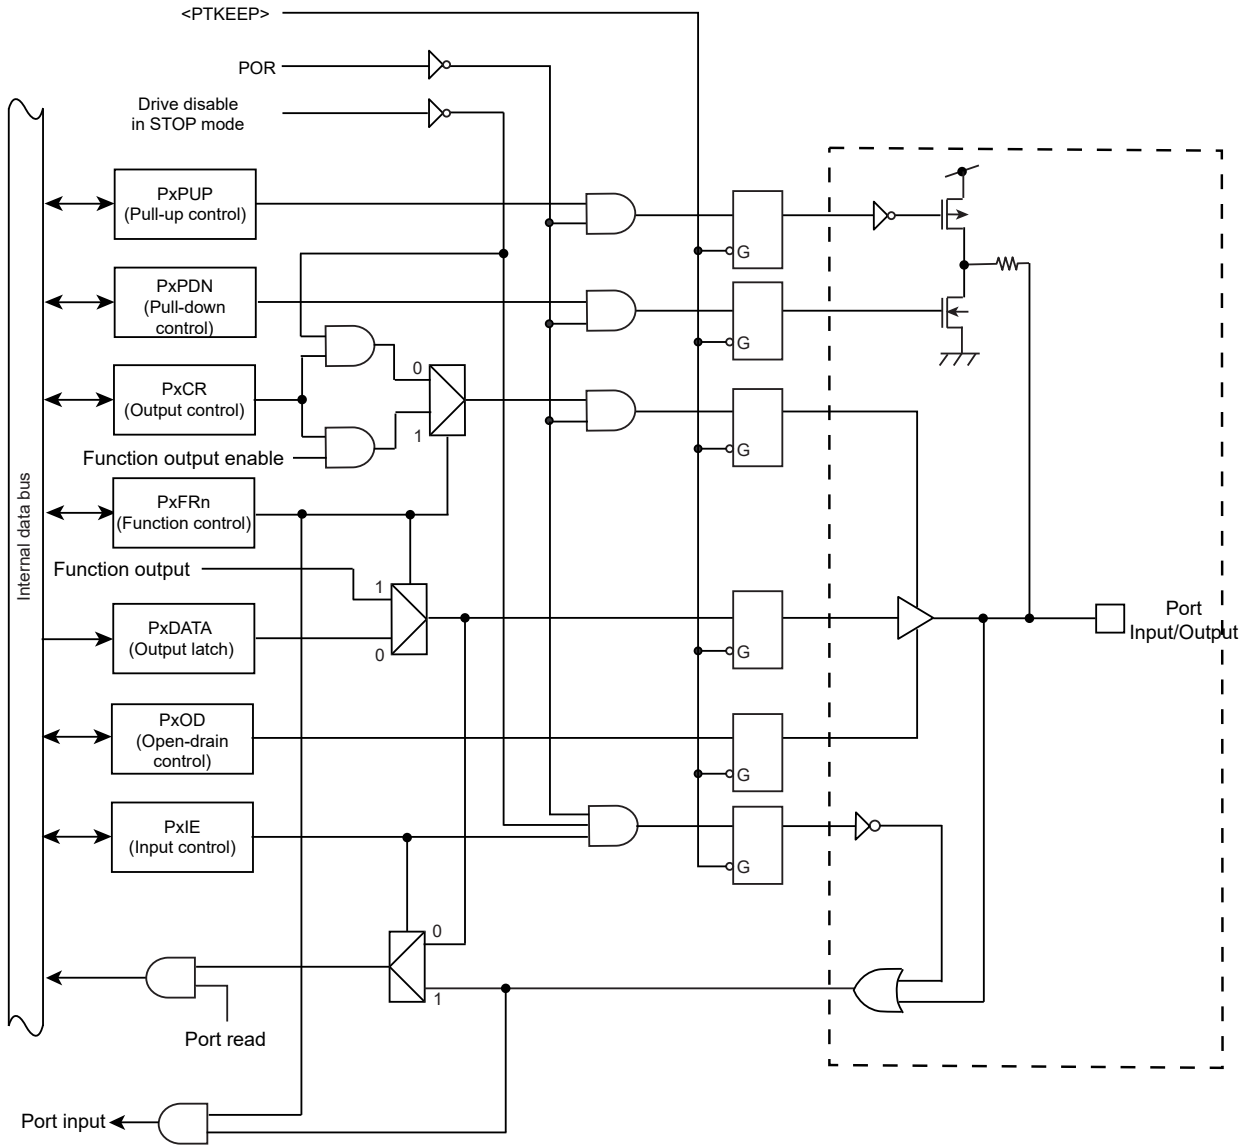 <PTKEEP>
POR
Drive disable
in STOP mode
PxPUP
(Pull-up control)
G
PxPDN
(Pull-down
control)
G
0
PxCR
(Output control)
1
G
Function output enable
Internal data bus
PxFRn
(Function control)
Function output
1
PxDATA
(Output latch)
0
G
Port
Input/Output
PxOD
(Open-drain
control)
G
PxIE
(Input control)
G
0
1
Port read
Port input